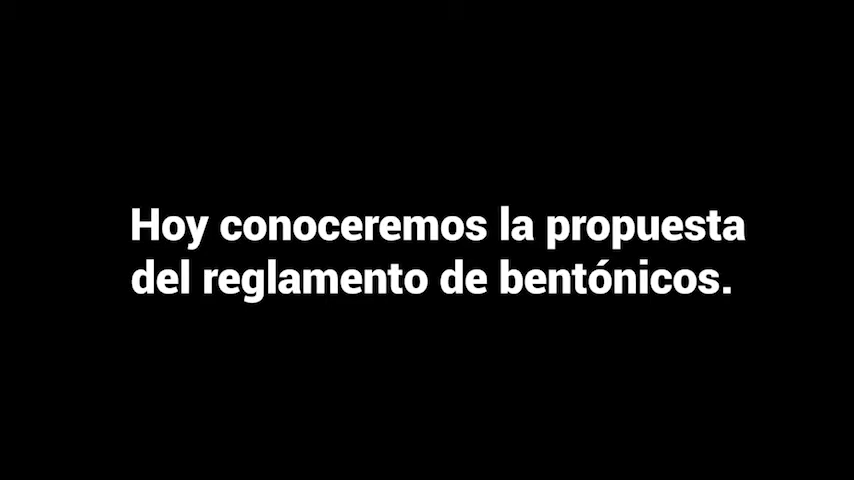 Hoy conoceremos la propuesta
del reglamento de bentónicos.